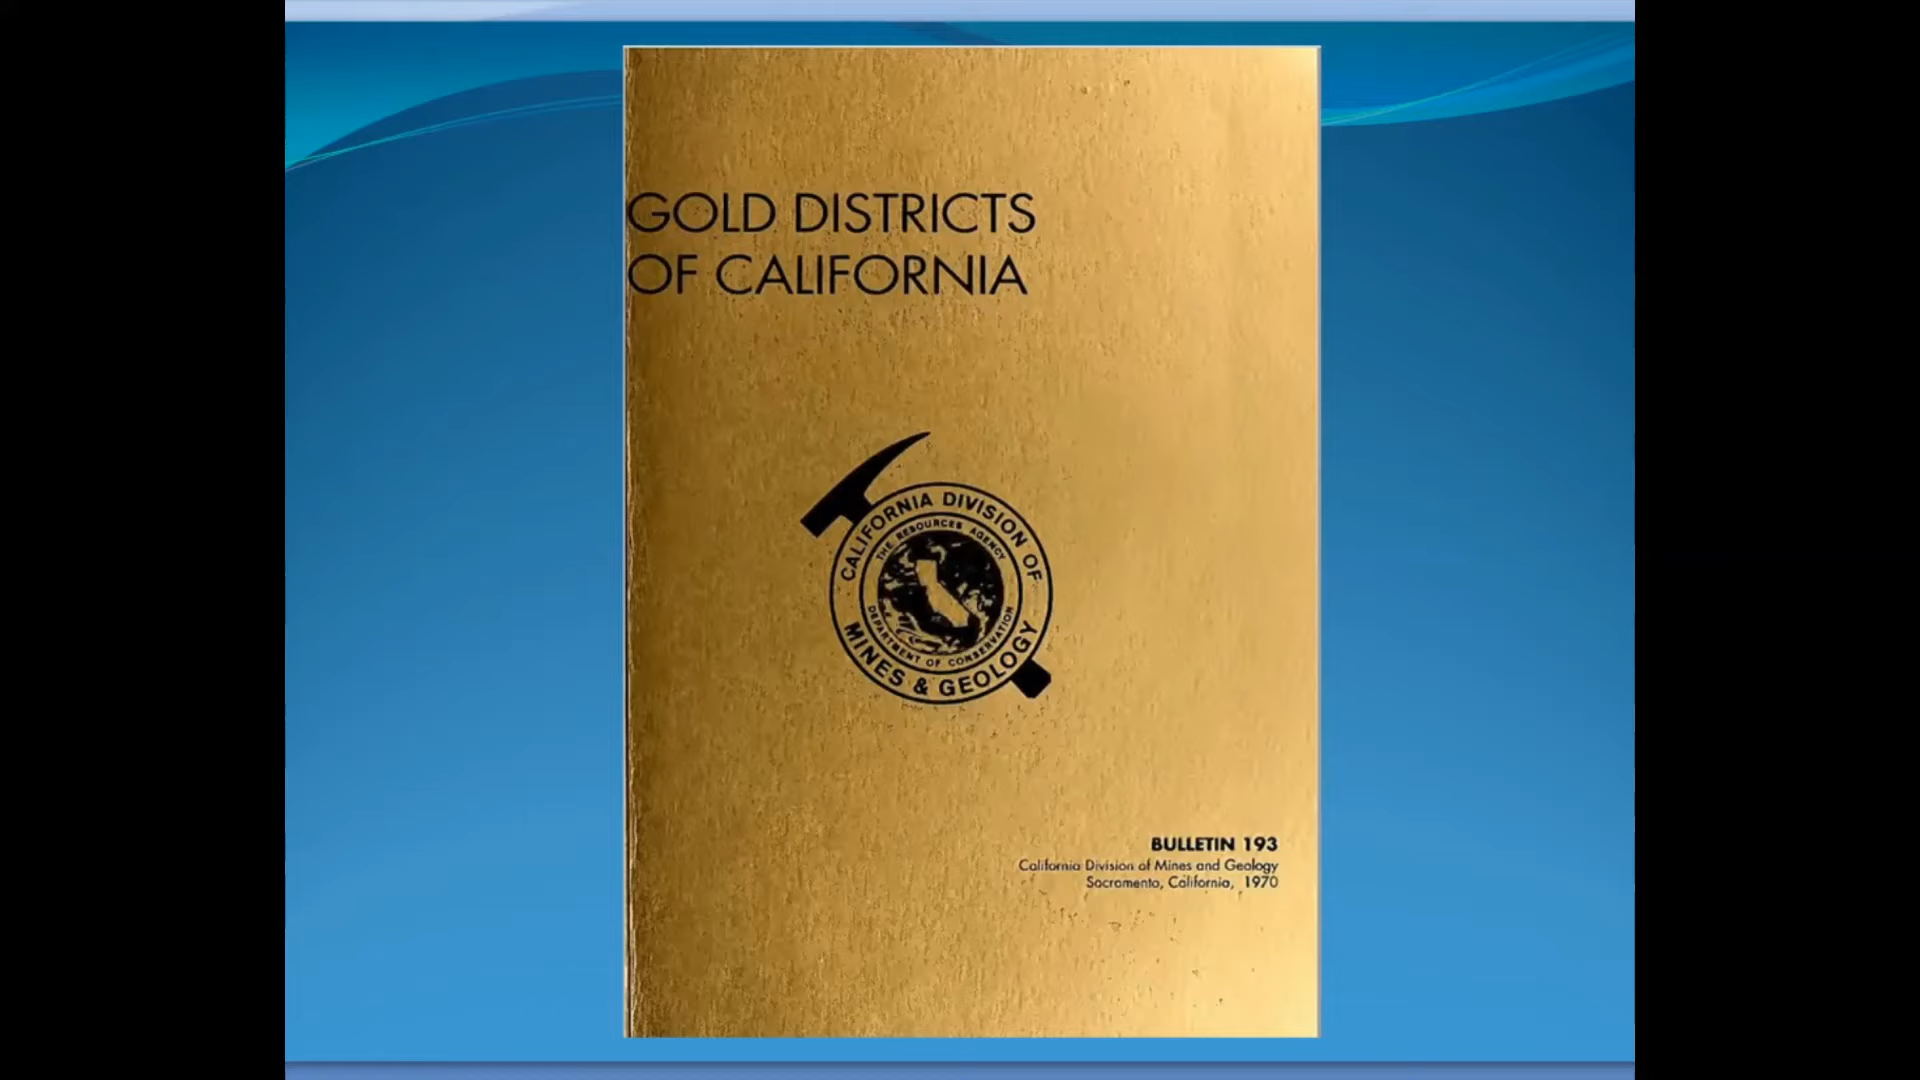 GOLD DISTRICTS
OF CALIFORNIA
CALIFORNIA DIVISION OF
THE RESOURCES AGENCY
DEPARTMENT OF CONSERVATION
MINES & GEOLOGY
BULLETIN 193
California Division of Mines and Geology
Sacramento, California, 1970